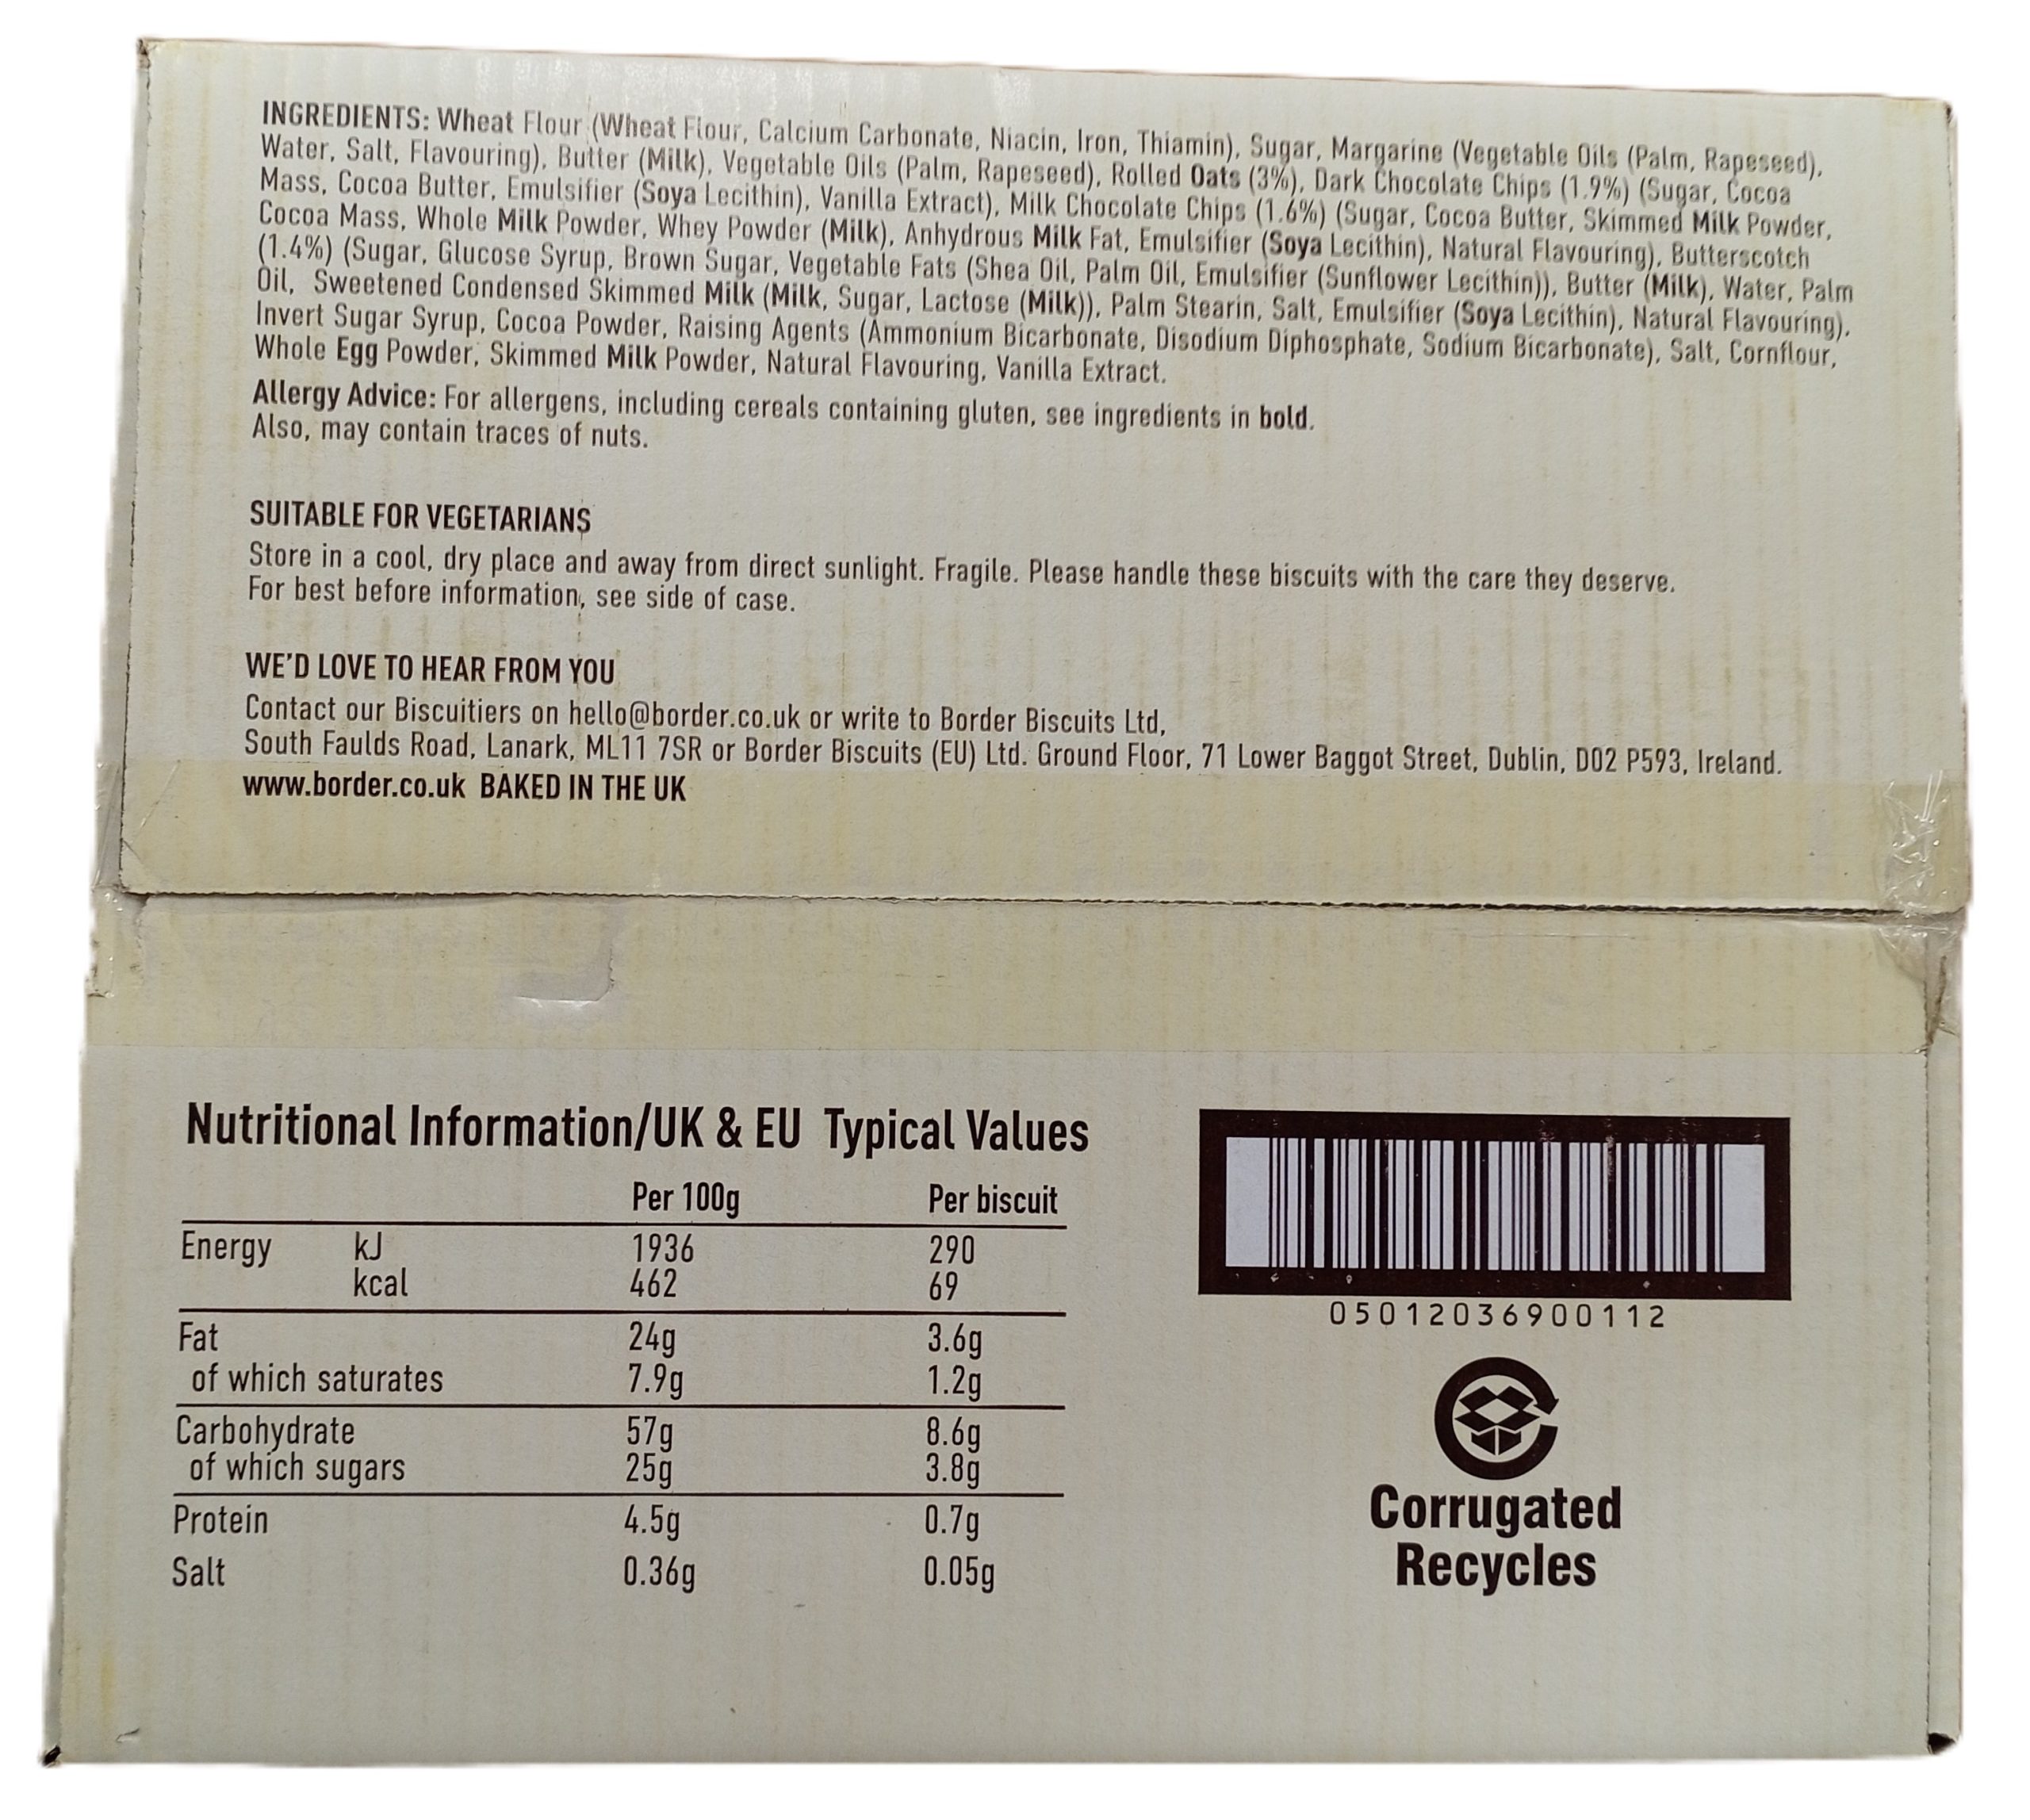 INGREDIENTS: Wheat Flour (Wheat Flour, Calcium Carbonate, Niacin, Iron, Thiamin), Sugar, Margarine (Vegetable Oils (Palm, Rapeseed),
Water, Salt, Flavouring), Butter (Milk), Vegetable Oils (Palm, Rapeseed), Rolled Oats (3%), Dark Chocolate Chips (1.9%) (Sugar, Cocoa
Mass, Cocoa Butter, Emulsifier (Soya Lecithin), Vanilla Extract), Milk Chocolate Chips (1.6%) (Sugar, Cocoa Butter, Skimmed Milk Powder,
Cocoa Mass, Whole Milk Powder, Whey Powder (Milk), Anhydrous Milk Fat, Emulsifier (Soya Lecithin), Natural Flavouring), Butterscotch
(1.4%) (Sugar, Glucose Syrup, Brown Sugar, Vegetable Fats (Shea Oil, Palm Oil, Emulsifier (Sunflower Lecithin)), Butter (Milk), Water, Palm
Oil, Sweetened Condensed Skimmed Milk (Milk, Sugar, Lactose (Milk)), Palm Stearin, Salt, Emulsifier (Soya Lecithin), Natural Flavouring),
Invert Sugar Syrup, Cocoa Powder, Raising Agents (Ammonium Bicarbonate, Disodium Diphosphate, Sodium Bicarbonate), Salt, Cornflour,
Whole Egg Powder, Skimmed Milk Powder, Natural Flavouring, Vanilla Extract.
Allergy Advice: For allergens, including cereals containing gluten, see ingredients in bold.
Also, may contain traces of nuts.
SUITABLE FOR VEGETARIANS
Store in a cool, dry place and away from direct sunlight. Fragile. Please handle these biscuits with the care they deserve.
For best before information, see side of case.
WE'D LOVE TO HEAR FROM YOU
Contact our Biscuitiers on hello@border.co.uk or write to Border Biscuits Ltd,
South Faulds Road, Lanark, ML11 7SR or Border Biscuits (EU) Ltd. Ground Floor, 71 Lower Baggot Street, Dublin, D02 P593, Ireland.
www.border.co.uk BAKED IN THE UK
Nutritional Information/UK & EU Typical Values
Per 100g Per biscuit
Energy kJ 1936 290
kcal 462 69
Fat 24g 3.6g
of which saturates 7.9g 1.2g
Carbohydrate 57g 8.6g
of which sugars 25g 3.8g
Protein 4.5g 0.7g
Salt 0.36g 0.05g
05012036900112
Corrugated
Recycles